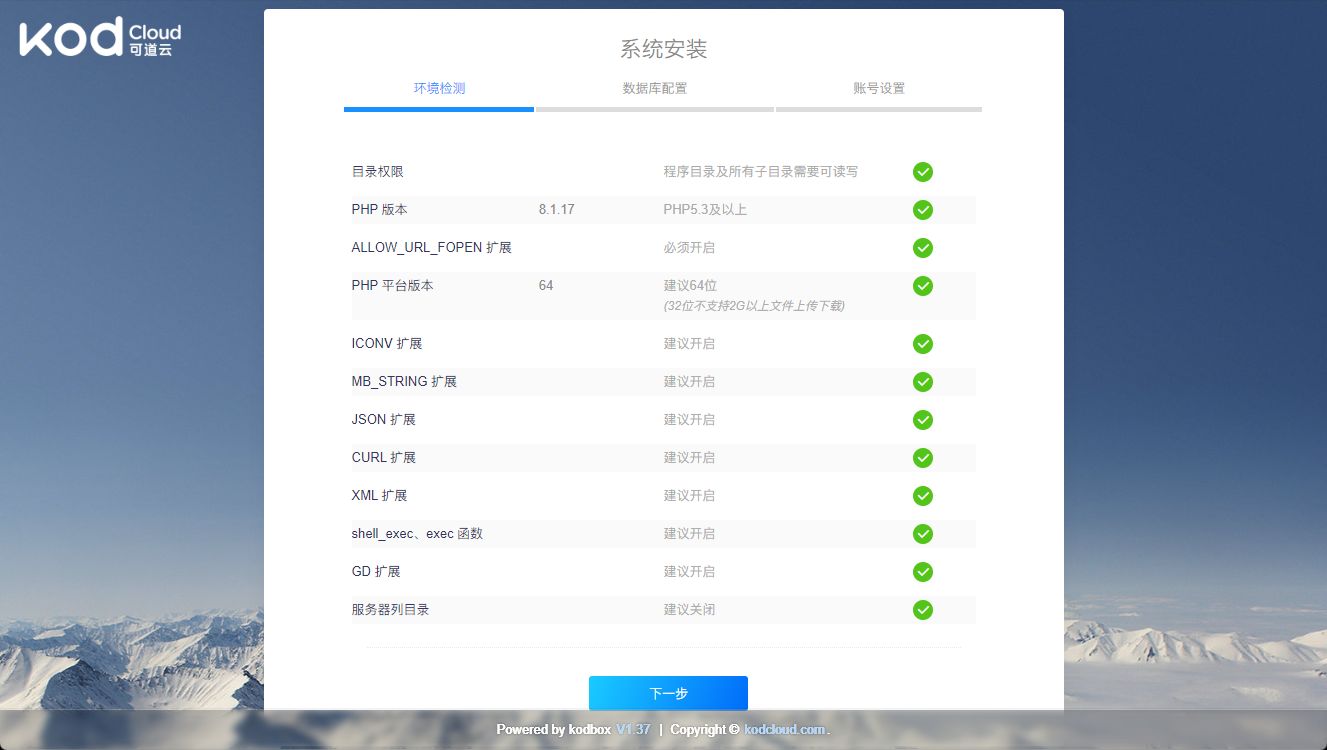 kod Cloud
可道云
系统安装
环境检测 数据库配置 账号设置
目录权限 程序目录及所有子目录需要可读写
PHP 版本 8.1.17 PHP5.3及以上
ALLOW_URL_FOPEN 扩展 必须开启
PHP 平台版本 64 建议64位
(32位不支持2G以上文件上传下载)
ICONV 扩展 建议开启
MB_STRING 扩展 建议开启
JSON 扩展 建议开启
CURL 扩展 建议开启
XML 扩展 建议开启
shell_exec、exec 函数 建议开启
GD 扩展 建议开启
服务器列目录 建议关闭
下一步
Powered by kodbox V1.37 | Copyright © kodcloud.com.